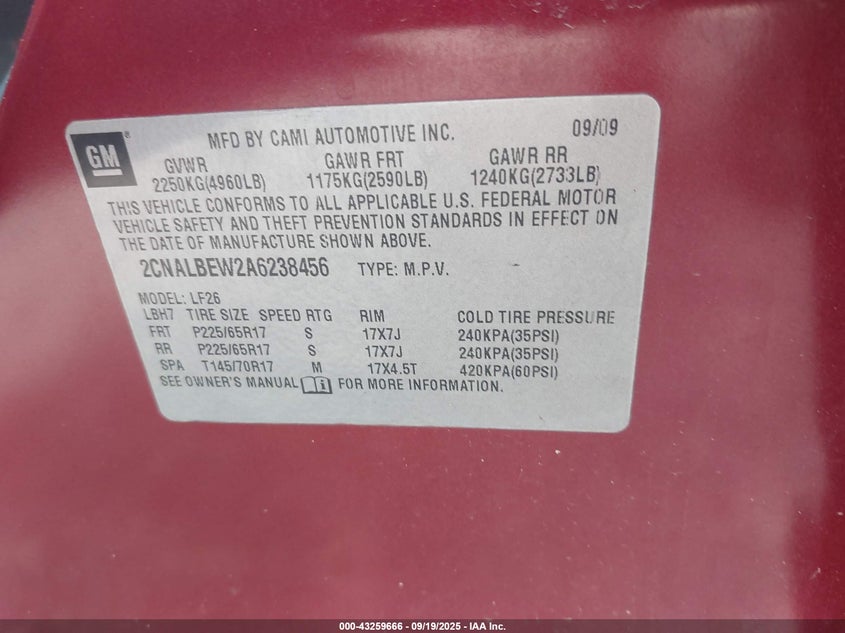 GM ®
MFD BY CAMI AUTOMOTIVE INC. 09/09
GVWR GAWR FRT GAWR RR
2250KG(4960LB) 1175KG(2590LB) 1240KG(2733LB)
THIS VEHICLE CONFORMS TO ALL APPLICABLE U.S. FEDERAL MOTOR
VEHICLE SAFETY AND THEFT PREVENTION STANDARDS IN EFFECT ON
THE DATE OF MANUFACTURE SHOWN ABOVE.
2CNALBEW2A6238456 TYPE: M.P.V.
MODEL: LF26
LBH7 TIRE SIZE SPEED RTG RIM COLD TIRE PRESSURE
FRT P225/65R17 S 17X7J 240KPA(35PSI)
RR P225/65R17 S 17X7J 240KPA(35PSI)
SPA T145/70R17 M 17X4.5T 420KPA(60PSI)
SEE OWNER'S MANUAL FOR MORE INFORMATION.
000-43259666 - 09/19/2025 - IAA Inc.